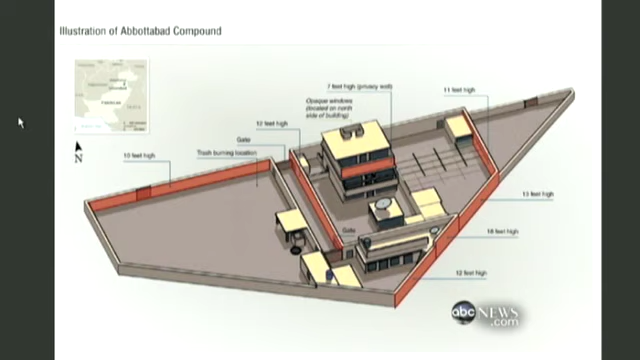 Illustration of Abbottabad Compound
7 feet high (privacy wall)
11 feet high
Opaque windows
(located on north
side of building)
12 feet high
Gate
Trash burning location
N
10 feet high
13 feet high
Gate
18 feet high
12 feet high
abc NEWS
.com